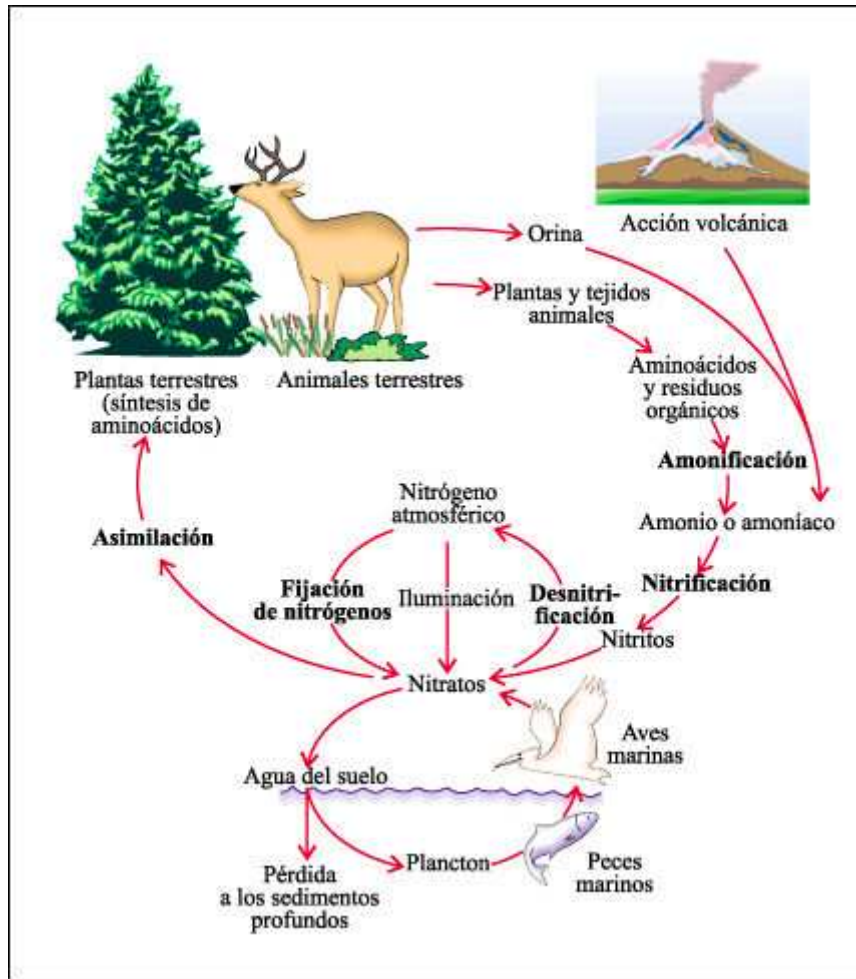 Orina
Acción volcánica
Plantas y tejidos
animales
Plantas terrestres
(síntesis de
aminoácidos)
Animales terrestres
Aminoácidos
y residuos
orgánicos
Amonificación
Nitrógeno
atmosférico
Amonio o amoníaco
Asimilación
Fijación
de nitrógenos
Iluminación
Desnitri-
ficación
Nitrificación
Nitritos
Nitratos
Aves
marinas
Agua del suelo
Plancton
Peces
marinos
Pérdida
a los sedimentos
profundos